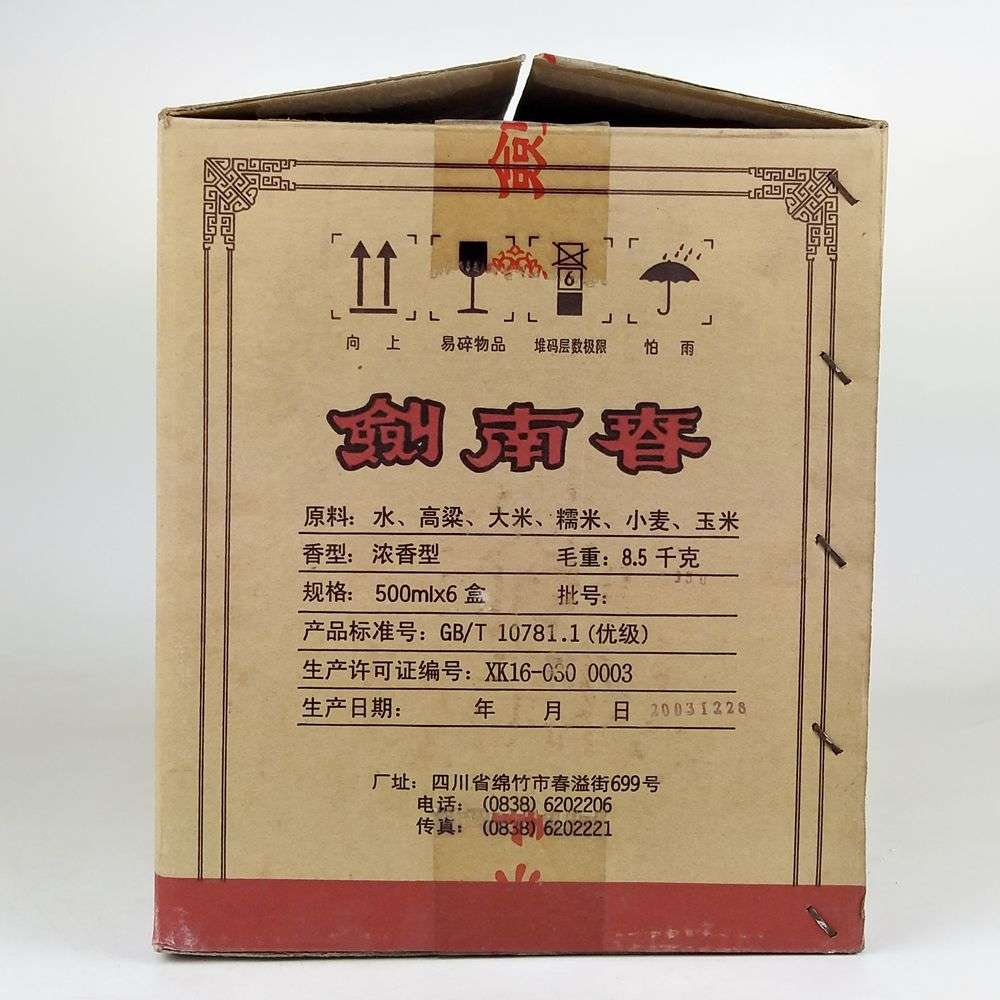 6
向上 易碎物品 堆码层数极限 怕雨
劍南春
原料：水、高粱、大米、糯米、小麦、玉米
香型：浓香型 毛重：8.5 千克
规格：500mlx6 盒 批号：
产品标准号：GB/T 10781.1（优级）
生产许可证编号：XK16-030 0003
生产日期： 年 月 日 20031228
厂址：四川省绵竹市春溢街699号
电话：(0838) 6202206
传真：(0838) 6202221